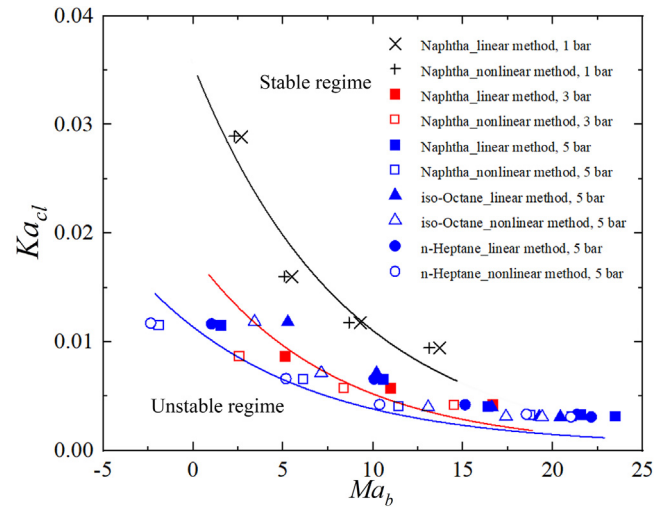 0.04
0.03
0.02
0.01
0.00
Ka_cl
Stable regime
Unstable regime
Naphtha_linear method, 1 bar
Naphtha_nonlinear method, 1 bar
Naphtha_linear method, 3 bar
Naphtha_nonlinear method, 3 bar
Naphtha_linear method, 5 bar
Naphtha_nonlinear method, 5 bar
iso-Octane_linear method, 5 bar
iso-Octane_nonlinear method, 5 bar
n-Heptane_linear method, 5 bar
n-Heptane_nonlinear method, 5 bar
-5 0 5 10 15 20 25
Ma_b